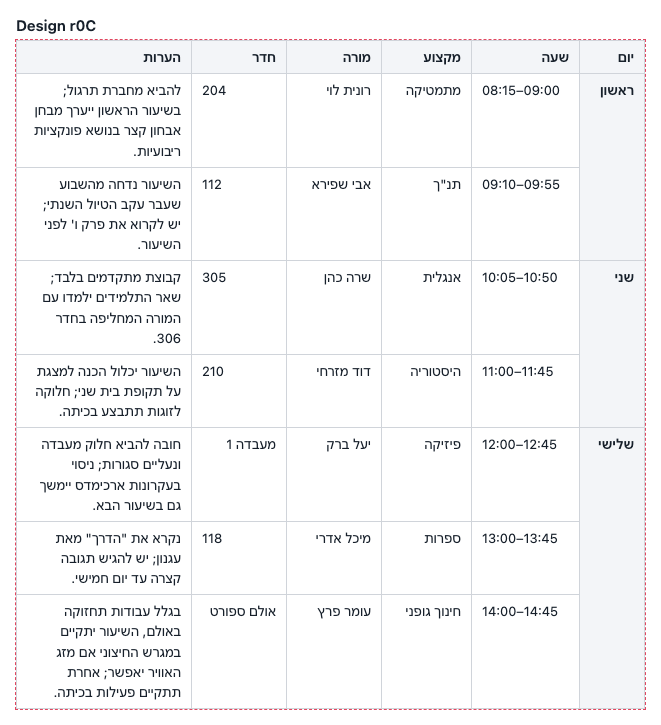 Design r0C
יום שעה מקצוע מורה חדר הערות
ראשון 08:15–09:00 מתמטיקה רונית לוי 204 להביא מחברת תרגול;
בשיעור הראשון ייערך מבחן
אבחון קצר בנושא פונקציות
ריבועיות.
09:10–09:55 תנ"ך אבי שפירא 112 השיעור נדחה מהשבוע
שעבר עקב הטיול השנתי;
יש לקרוא את פרק ו' לפני
השיעור.
שני 10:05–10:50 אנגלית שרה כהן 305 קבוצת מתקדמים בלבד;
שאר התלמידים ילמדו עם
המורה המחליפה בחדר
306.
11:00–11:45 היסטוריה דוד מזרחי 210 השיעור יכלול הכנה למצגת
על תקופת בית שני; חלוקה
לזוגות תתבצע בכיתה.
שלישי 12:00–12:45 פיזיקה יעל ברק מעבדה 1 חובה להביא חלוק מעבדה
ונעליים סגורות; ניסוי
בעקרונות ארכימדס יימשך
גם בשיעור הבא.
13:00–13:45 ספרות מיכל אדרי 118 נקרא את "הדרך" מאת
עגנון; יש להגיש תגובה
קצרה עד יום חמישי.
14:00–14:45 חינוך גופני עומר פרץ אולם ספורט בגלל עבודות תחזוקה
באולם, השיעור יתקיים
במגרש החיצוני אם מזג
האוויר יאפשר; אחרת
תתקיים פעילות בכיתה.